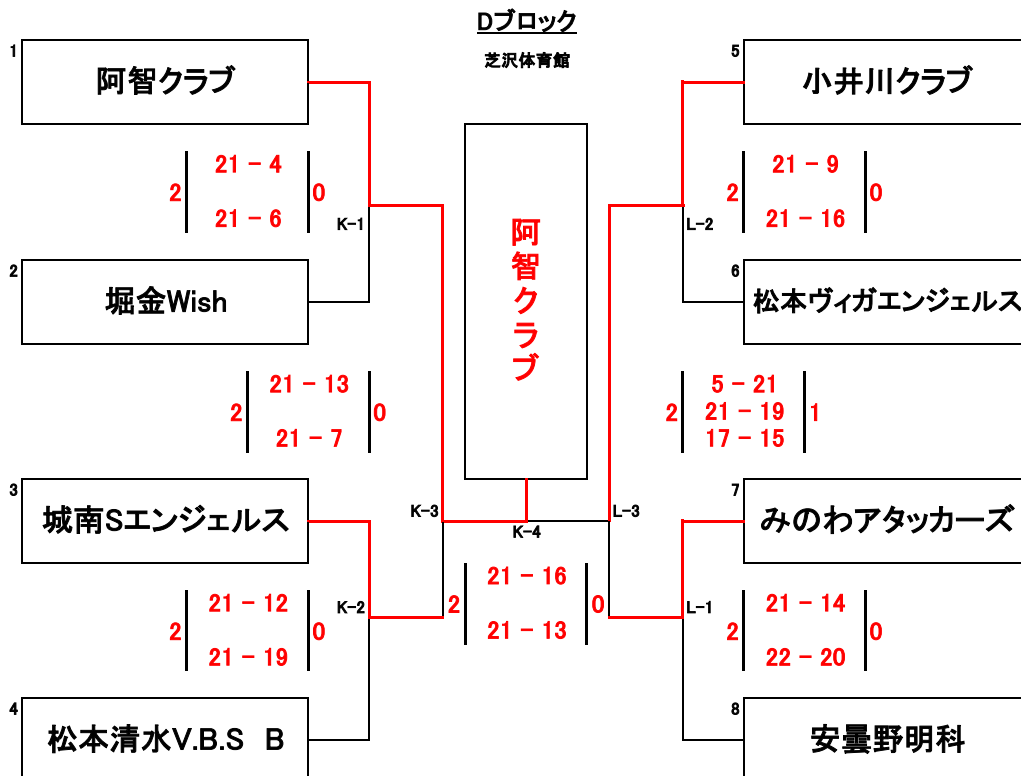 Dブロック
芝沢体育館
1
阿智クラブ
21 − 4
2
0
21 − 6
K-1
2
堀金Wish
21 − 13
2
0
21 − 7
3
城南Sエンジェルス
K-3
21 − 12
K-2
2
0
21 − 19
4
松本清水V.B.S B
阿智クラブ
K-4
21 − 16
2
0
21 − 13
5
小井川クラブ
21 − 9
2
0
21 − 16
L-2
6
松本ヴィガエンジェルス
5 − 21
2
21 − 19
1
17 − 15
7
みのわアタッカーズ
L-3
21 − 14
L-1
2
0
22 − 20
8
安曇野明科